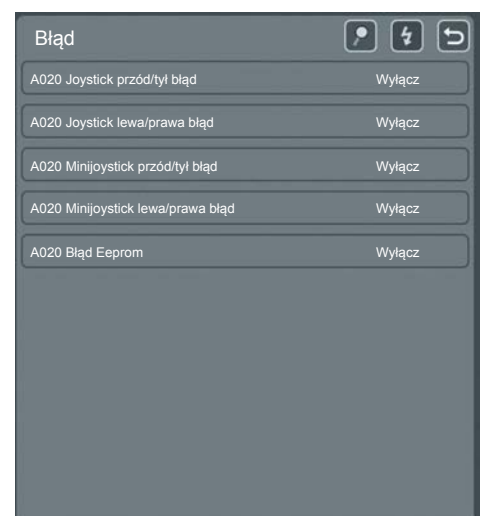 Błąd
A020 Joystick przód/tył błąd Wyłącz
A020 Joystick lewa/prawa błąd Wyłącz
A020 Minijoystick przód/tył błąd Wyłącz
A020 Minijoystick lewa/prawa błąd Wyłącz
A020 Błąd Eeprom Wyłącz